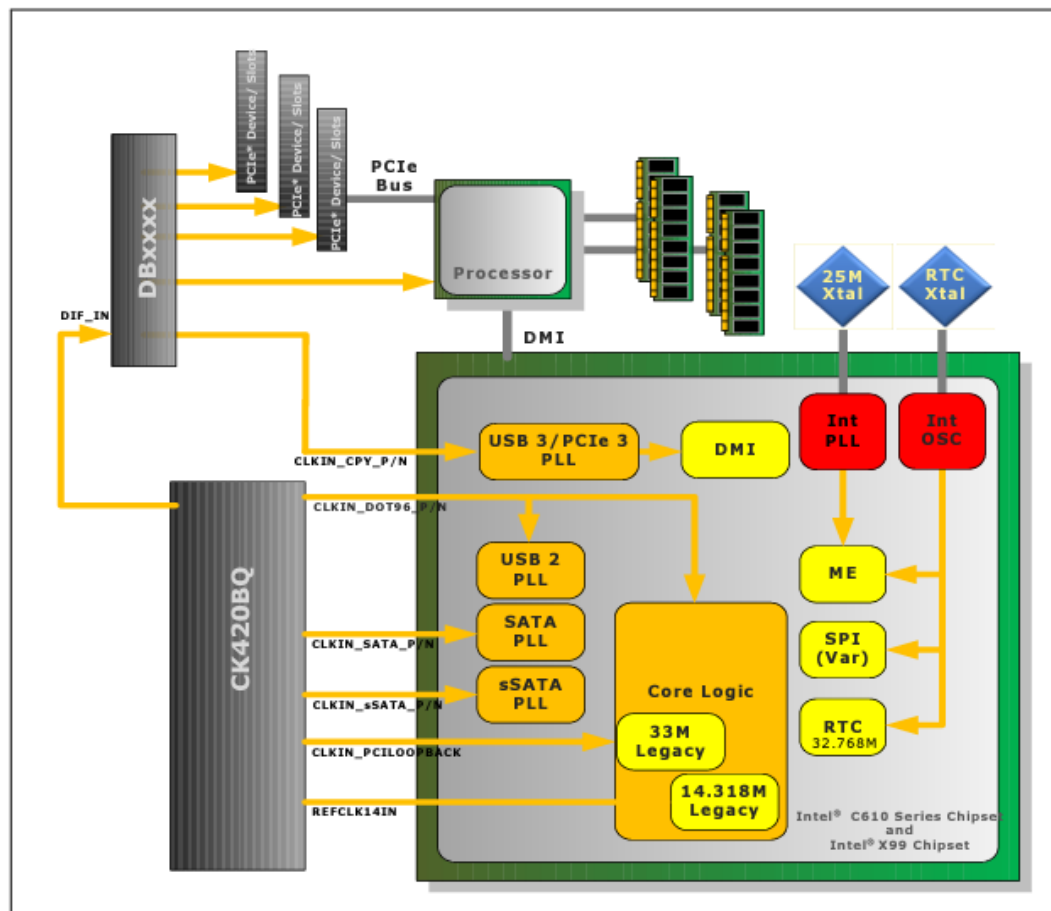 PCIe* Device/ Slots
PCIe* Device/ Slots
PCIe* Device/ Slots
DBxxxx
PCIe
Bus
Processor
25M
Xtal
RTC
Xtal
DIF_IN
DMI
Int
PLL
Int
OSC
USB 3/PCIe 3
PLL
DMI
CLKIN_CPY_P/N
CK420BQ
CLKIN_DOT96_P/N
USB 2
PLL
ME
SATA
PLL
CLKIN_SATA_P/N
SPI
(Var)
sSATA
PLL
CLKIN_sSATA_P/N
Core Logic
33M
Legacy
RTC
32.768M
CLKIN_PCILOOPBACK
14.318M
Legacy
REFCLK14IN
Intel® C610 Series Chipset
and
Intel® X99 Chipset